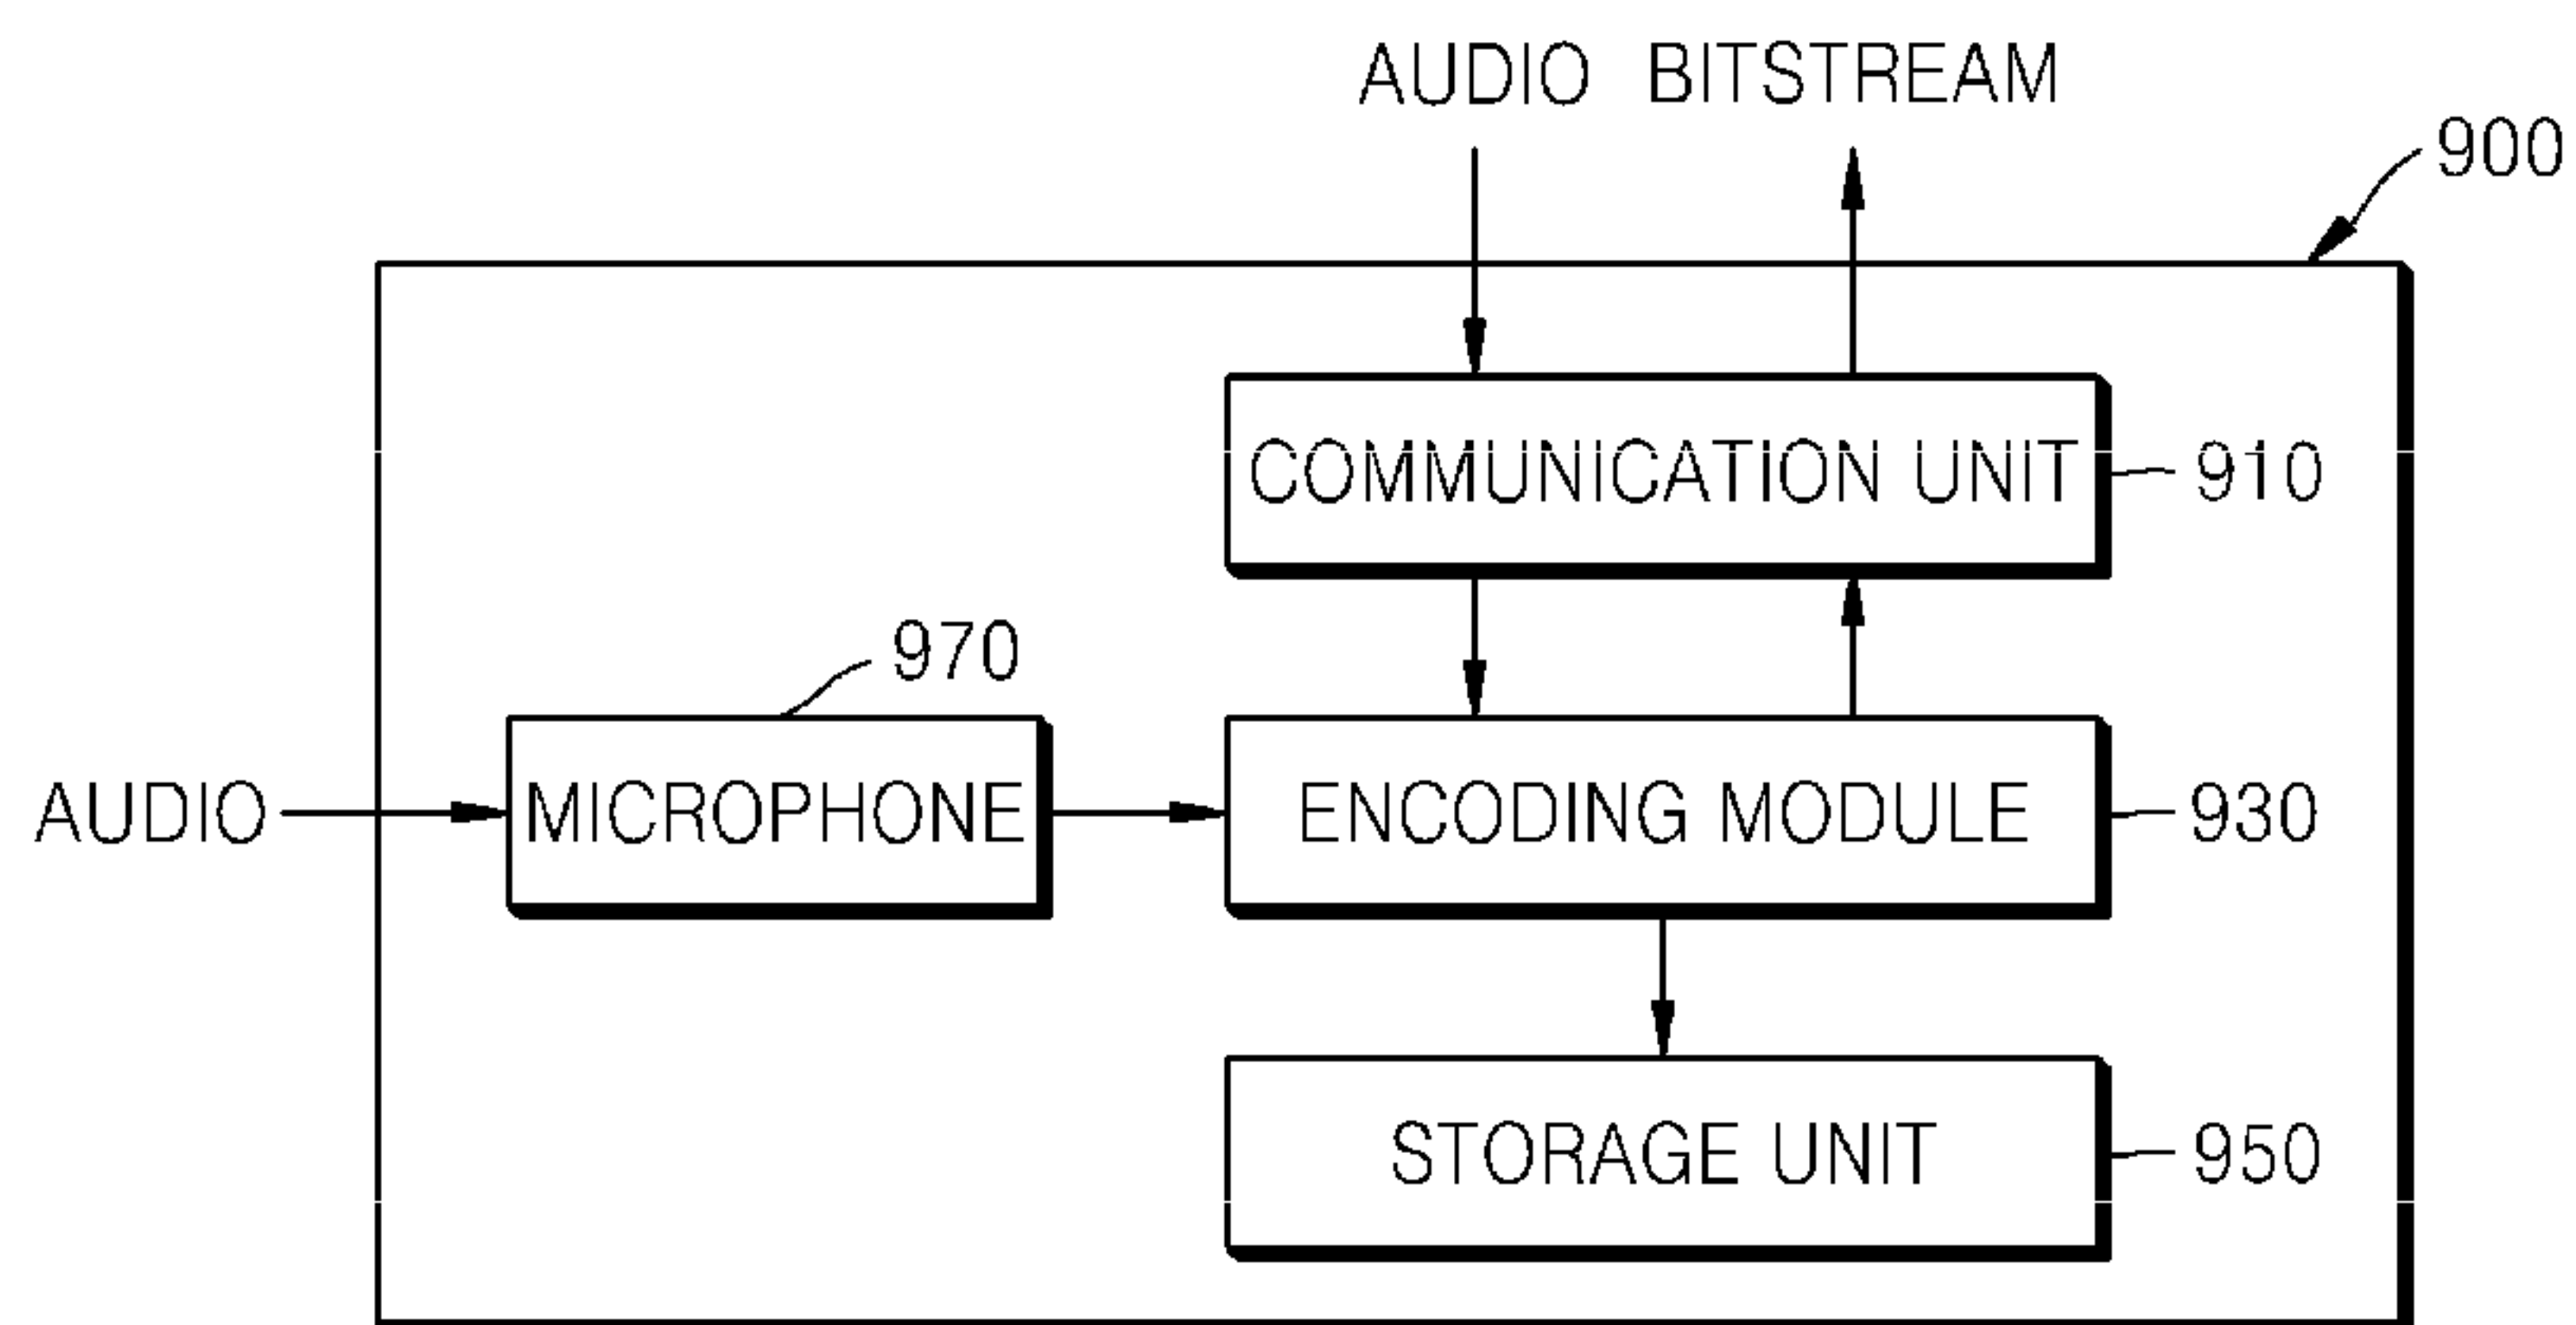 AUDIO BITSTREAM
900
COMMUNICATION UNIT
910
970
AUDIO
MICROPHONE
ENCODING MODULE
930
STORAGE UNIT
950